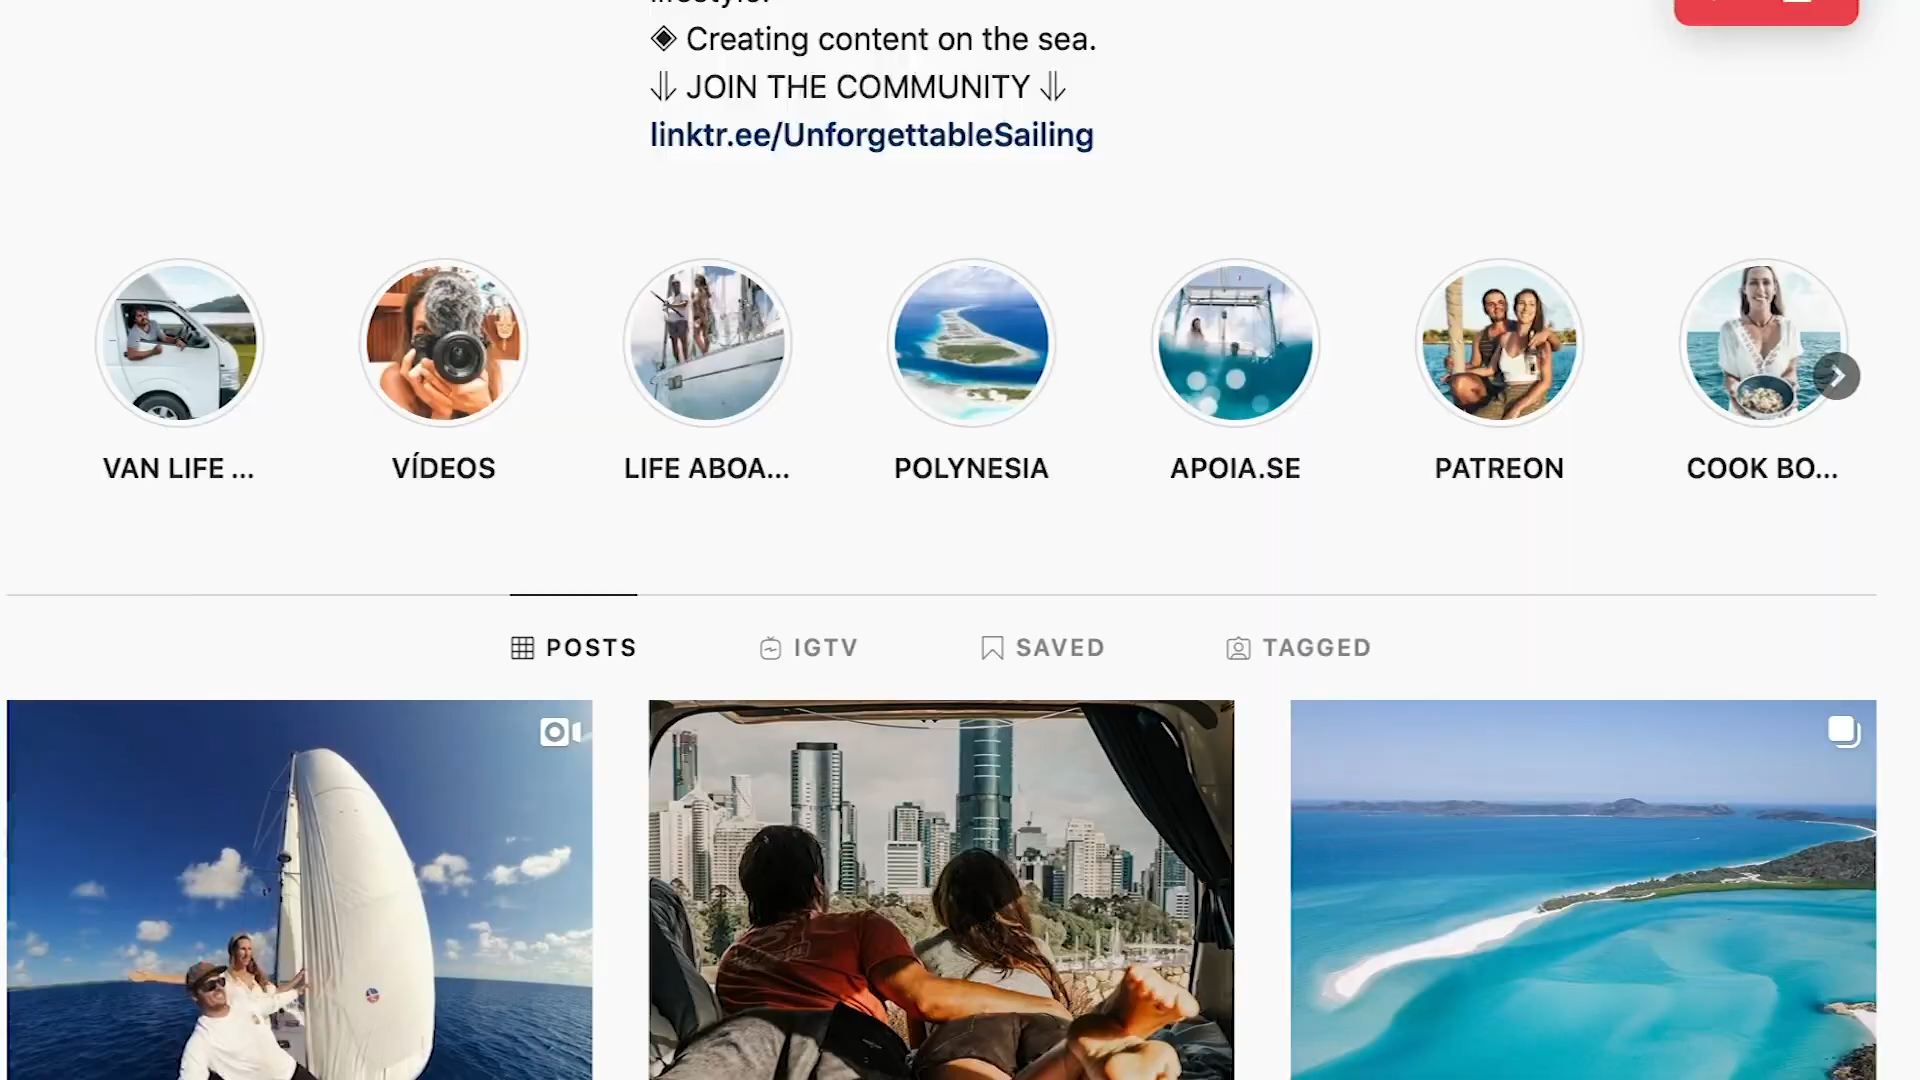 ◈ Creating content on the sea.
⥥ JOIN THE COMMUNITY ⥥
linktr.ee/UnforgettableSailing
VAN LIFE ...
VÍDEOS
LIFE ABOA...
POLYNESIA
APOIA.SE
PATREON
COOK BO...
POSTS
IGTV
SAVED
TAGGED